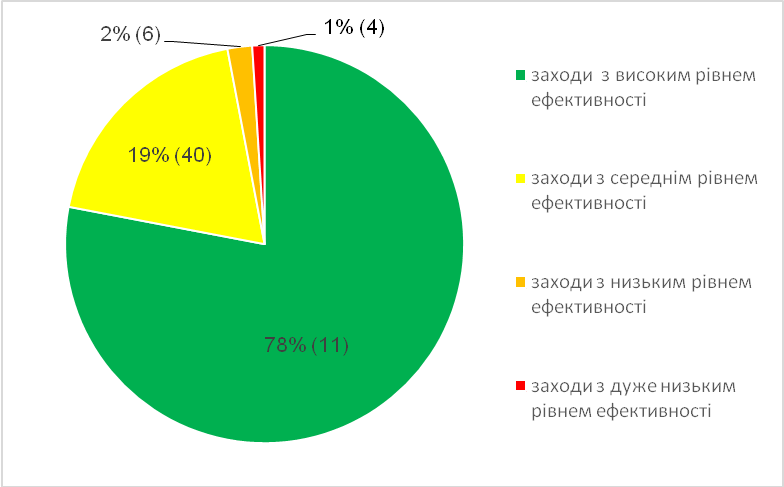 2% (6)
1% (4)
19% (40)
78% (11)
заходи з високим рівнем
ефективності
заходи з середнім рівнем
ефективності
заходи з низьким рівнем
ефективності
заходи з дуже низьким
рівнем ефективності